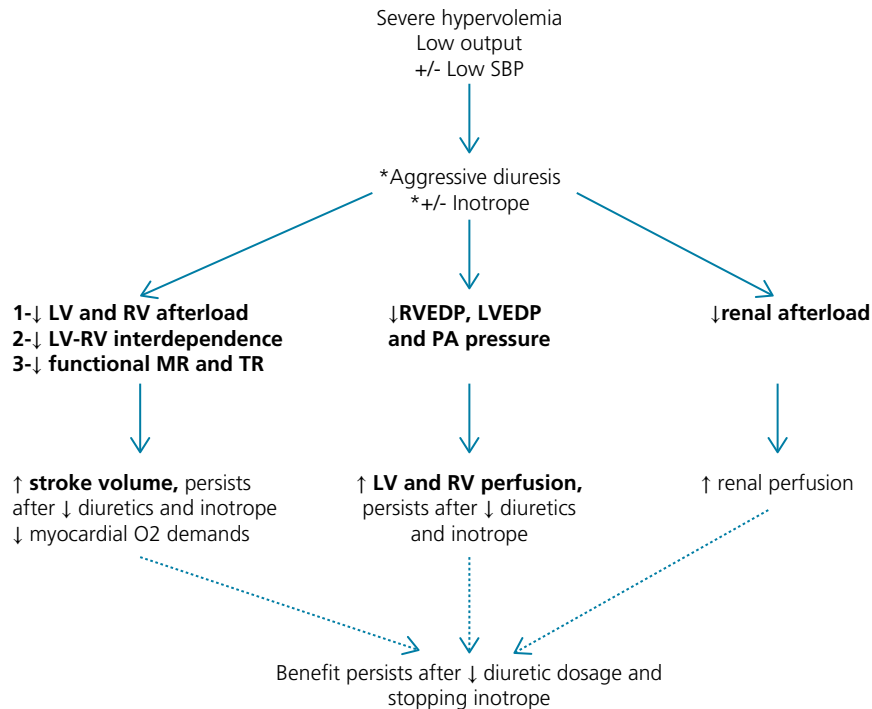 Severe hypervolemia
Low output
+/- Low SBP
*Aggressive diuresis
*+/- Inotrope
1-↓ LV and RV afterload
2-↓ LV-RV interdependence
3-↓ functional MR and TR
↓RVEDP, LVEDP
and PA pressure
↓renal afterload
↑ stroke volume, persists
after ↓ diuretics and inotrope
↓ myocardial O2 demands
↑ LV and RV perfusion,
persists after ↓ diuretics
and inotrope
↑ renal perfusion
Benefit persists after ↓ diuretic dosage and
stopping inotrope